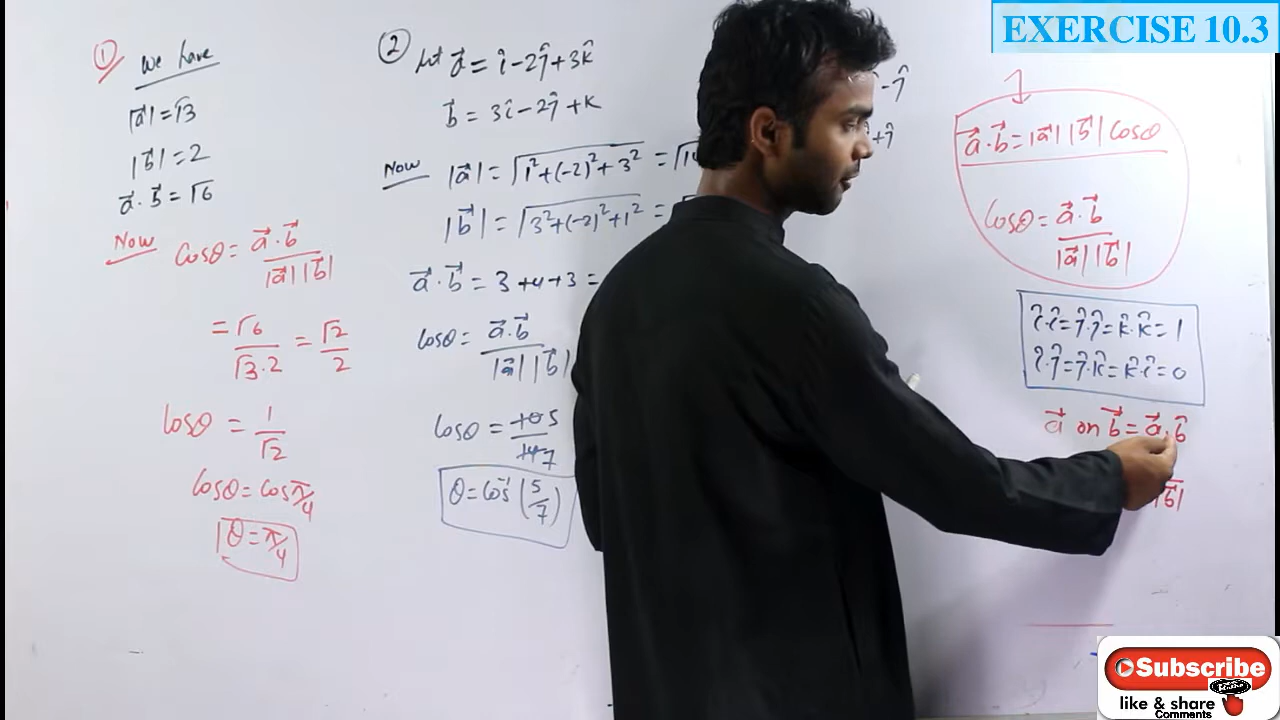 EXERCISE 10.3
① we have
|a⃗| = √3
|b⃗| = 2
a⃗ . b⃗ = √6
Now cosθ = a⃗ . b⃗ / |a⃗| |b⃗|
= √6 / √3 . 2 = √2 / 2
cosθ = 1 / √2
cosθ = cos π/4
θ = π/4
② Let a⃗ = î - 2ĵ + 3k̂
b⃗ = 3î - 2ĵ + k
Now |a⃗| = √1² + (-2)² + 3² = √14
|b⃗| = √3² + (-2)² + 1² = √
a⃗ . b⃗ = 3 + 4 + 3 =
cosθ = a⃗ . b⃗ / |a⃗| |b⃗|
cosθ = 10 5 / 14 7
θ = cos⁻¹ (5/7)
- ĵ
+ ĵ
a⃗ . b⃗ = |a⃗| |b⃗| cosθ
cosθ = a⃗ . b⃗ / |a⃗| |b⃗|
î.î = ĵ.ĵ = k̂.k̂ = 1
î.ĵ = ĵ.k̂ = k̂.î = 0
a⃗ on b⃗ = a⃗ . b̂
|b⃗|
Subscribe
like & share
Comments